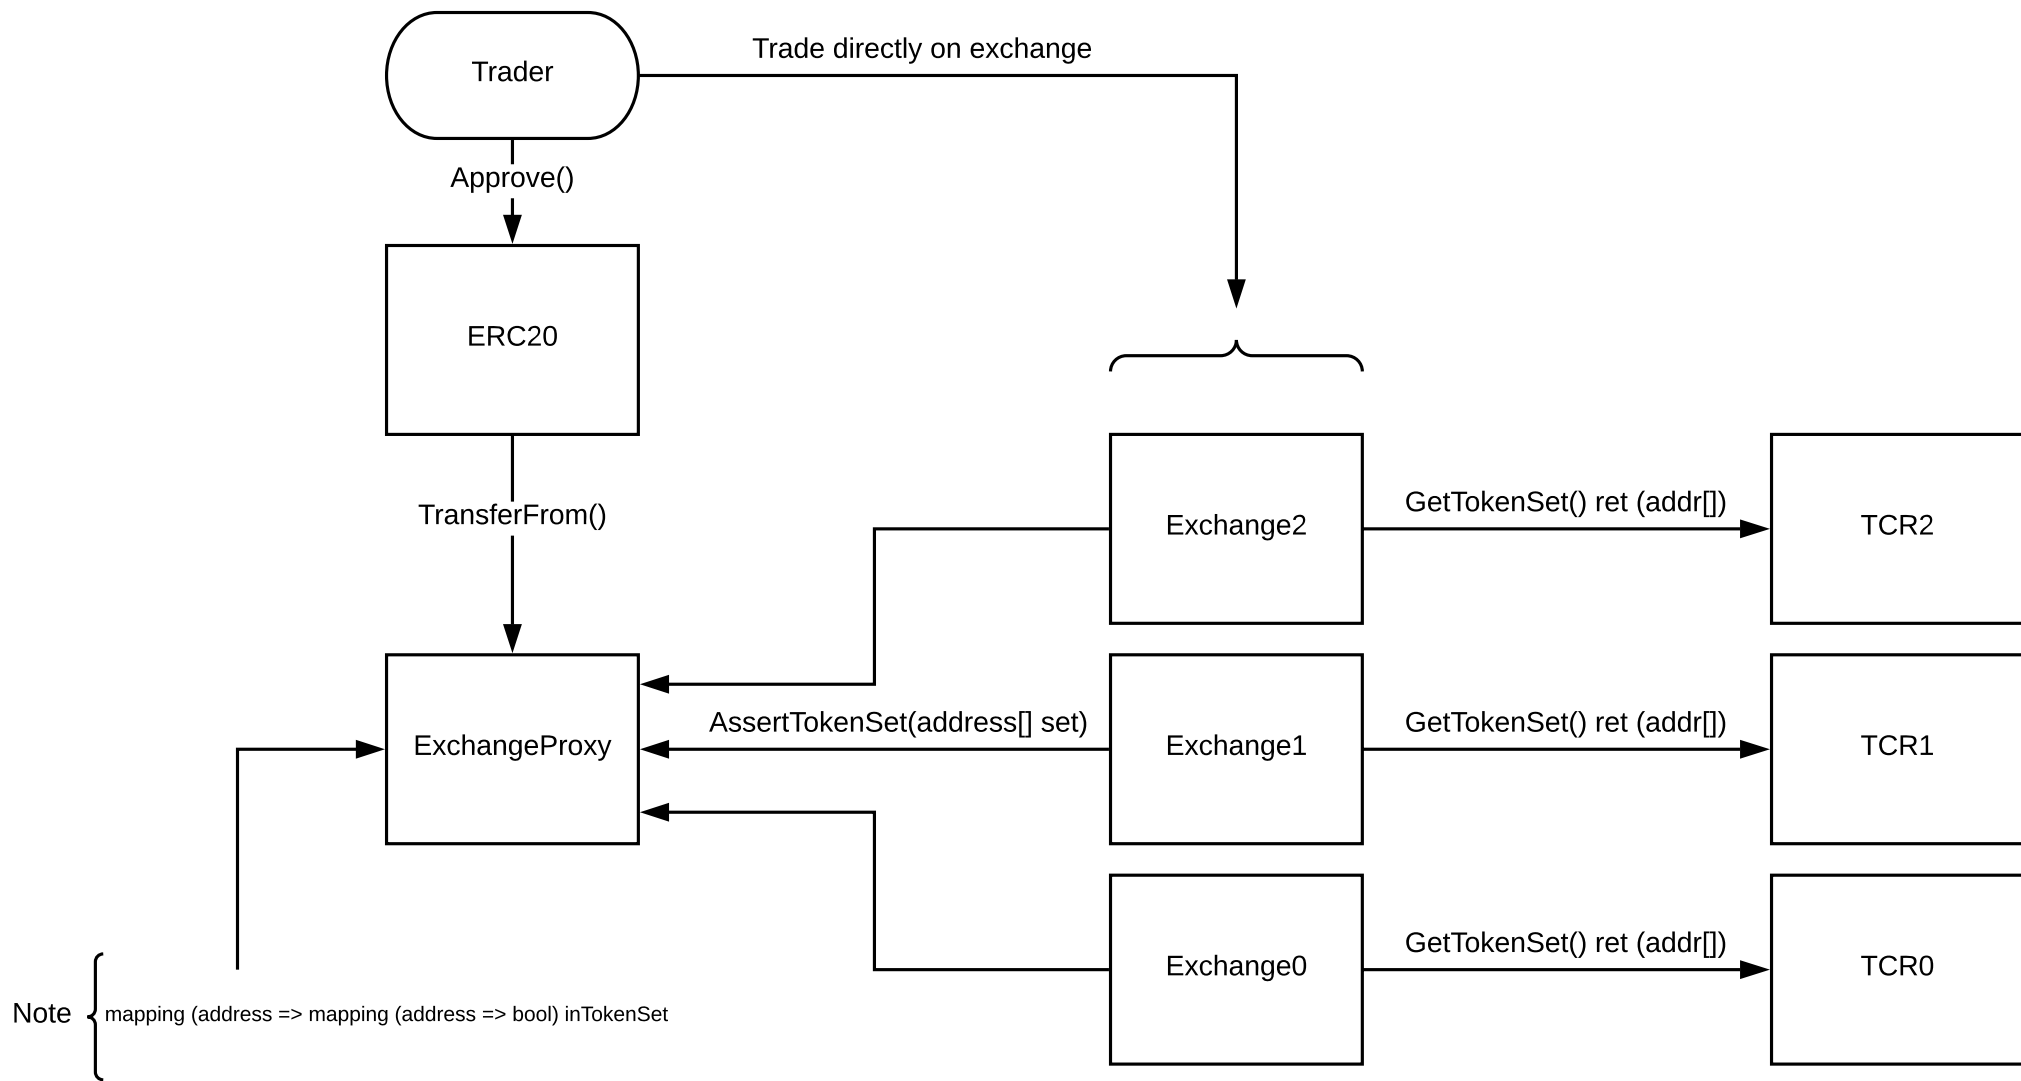 Trader
Trade directly on exchange
Approve()
ERC20
TransferFrom()
Exchange2
GetTokenSet() ret (addr[])
TCR2
ExchangeProxy
AssertTokenSet(address[] set)
Exchange1
GetTokenSet() ret (addr[])
TCR1
Exchange0
GetTokenSet() ret (addr[])
TCR0
Note
mapping (address => mapping (address => bool) inTokenSet